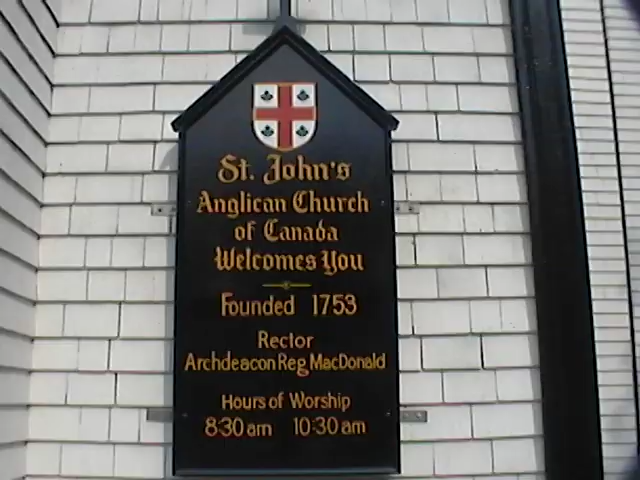 St. John's
Anglican Church
of Canada
Welcomes You
Founded 1753
Rector
Archdeacon Reg MacDonald
Hours of Worship
8:30 am 10:30 am